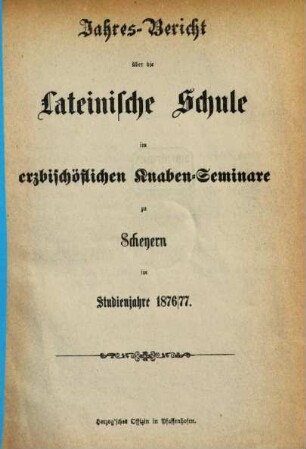 Jahres-Bericht
über die
Lateinische Schule
im
erzbischöflichen Knaben-Seminare
zu
Scheyern
im
Studienjahre 1876/77.
Herzog'sches Offizin in Pfaffenhofen.